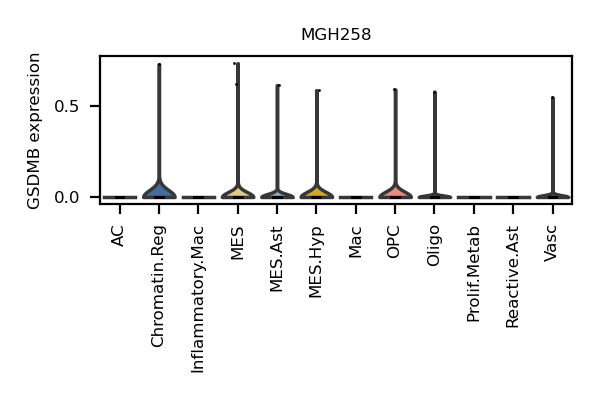 MGH258
GSDMB expression
0.5
0.0
AC
Chromatin.Reg
Inflammatory.Mac
MES
MES.Ast
MES.Hyp
Mac
OPC
Oligo
Prolif.Metab
Reactive.Ast
Vasc